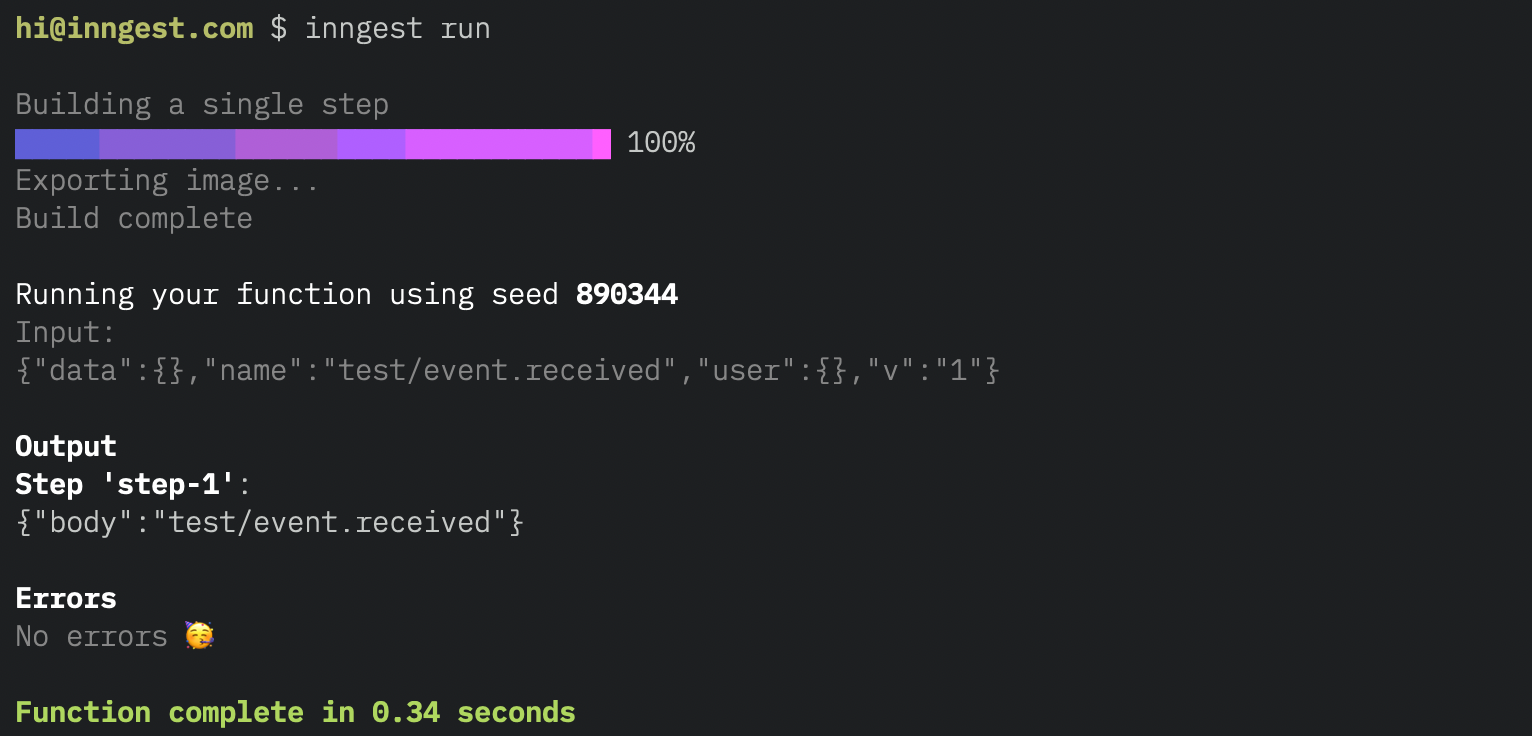 hi@inngest.com $ inngest run
Building a single step
100%
Exporting image...
Build complete
Running your function using seed 890344
Input:
{"data":{},"name":"test/event.received","user":{},"v":"1"}
Output
Step 'step-1':
{"body":"test/event.received"}
Errors
No errors 🥳
Function complete in 0.34 seconds